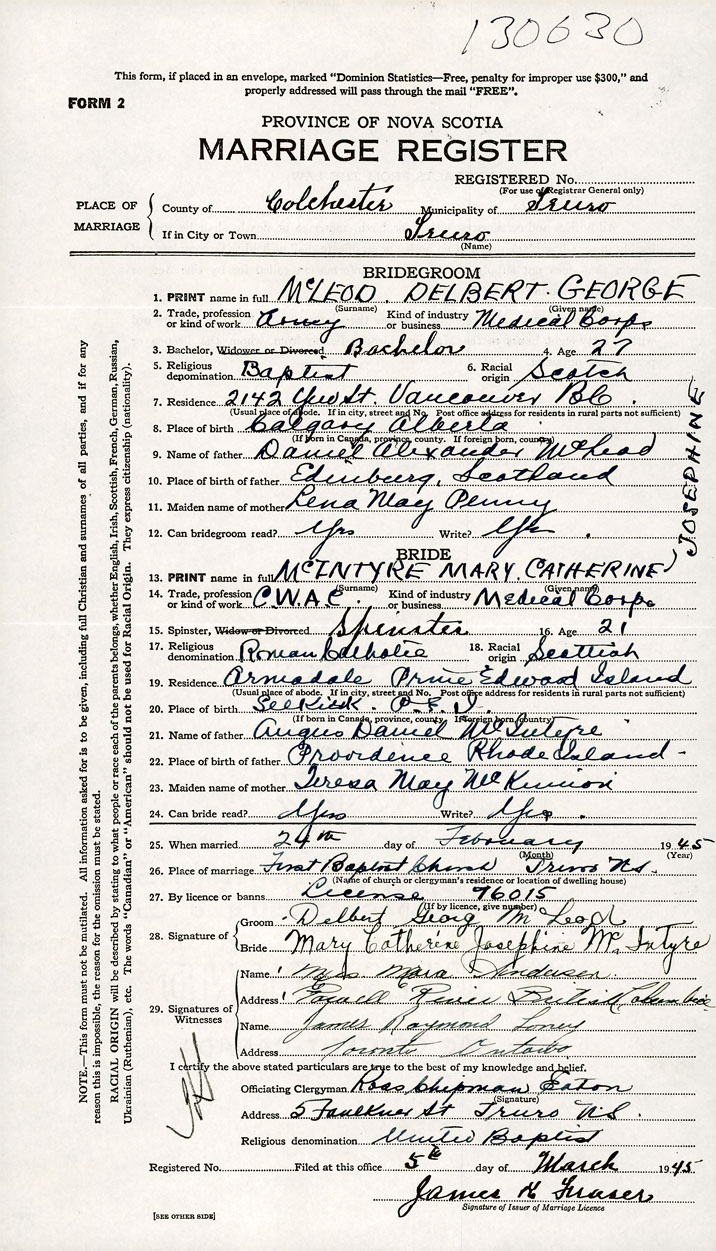 130630
This form, if placed in an envelope, marked "Dominion Statistics—Free, penalty for improper use $300," and
properly addressed will pass through the mail "FREE".
FORM 2
PROVINCE OF NOVA SCOTIA
MARRIAGE REGISTER
REGISTERED No.
(For use of Registrar General only)
PLACE OF MARRIAGE
County of Colchester Municipality of Truro
If in City or Town Truro
(Name)
BRIDEGROOM
1. PRINT name in full McLEOD DELBERT GEORGE
(Surname) (Given name)
2. Trade, profession or kind of work Army Kind of industry or business Medical Corps
3. Bachelor, Widower or Divorced Bachelor 4. Age 27
5. Religious denomination Baptist 6. Racial origin Scotch
7. Residence 2142 Yew St. Vancouver B.C.
(Usual place of abode. If in city, street and No. Post office address for residents in rural parts not sufficient)
8. Place of birth Calgary Alberta
(If born in Canada, province, county. If foreign born, country)
9. Name of father Daniel Alexander McLeod
10. Place of birth of father Edinburg, Scotland
11. Maiden name of mother Lena May Penny
12. Can bridegroom read? Yes Write? Yes.
BRIDE
13. PRINT name in full McINTYRE MARY CATHERINE) JOSEPHINE
(Surname) (Given name)
14. Trade, profession or kind of work C.W.A.C. Kind of industry or business Medical Corps
15. Spinster, Widow or Divorced Spinster 16. Age 21
17. Religious denomination Roman Catholic 18. Racial origin Scottish
19. Residence Armadale Prince Edward Island
(Usual place of abode. If in city, street and No. Post office address for residents in rural parts not sufficient)
20. Place of birth Selkirk. P.E.I.
(If born in Canada, province, county. If foreign born, country)
21. Name of father Angus Daniel McIntyre
22. Place of birth of father Providence Rhode Island -
23. Maiden name of mother Teresa May McKinnon
24. Can bride read? Yes Write? Yes.
25. When married 24th day of February 1945
(Month) (Year)
26. Place of marriage First Baptist Church Truro N.S.
(Name of church or clergyman's residence or location of dwelling house)
27. By licence or banns License 96015
(If by licence, give number)
28. Signature of
Groom Delbert Georg McLeod
Bride Mary Catherine Josephine McIntyre
29. Signatures of Witnesses
Name Mrs Andersen
Address Powell River British Columbia
Name James Raymond
Address Toronto Ontario
I certify the above stated particulars are true to the best of my knowledge and belief.
Officiating Clergyman Ross Chipman Eaton
(Signature)
Address 5 Faulkner St Truro N.S.
Religious denomination United Baptist
Registered No. Filed at this office 5th day of March 1945
James K Fraser
Signature of Issuer of Marriage Licence
[SEE OTHER SIDE]
NOTE.—This form must not be mutilated. All information asked for is to be given, including full Christian and surnames of all parties, and if for any
reason this is impossible, the reason for the omission must be stated.
RACIAL ORIGIN will be described by stating to what people or race each of the parents belongs, whether English, Irish, Scottish, French, German, Russian,
Ukrainian (Ruthenian), etc. The words "Canadian" or "American" should not be used for Racial Origin. They express citizenship (nationality).